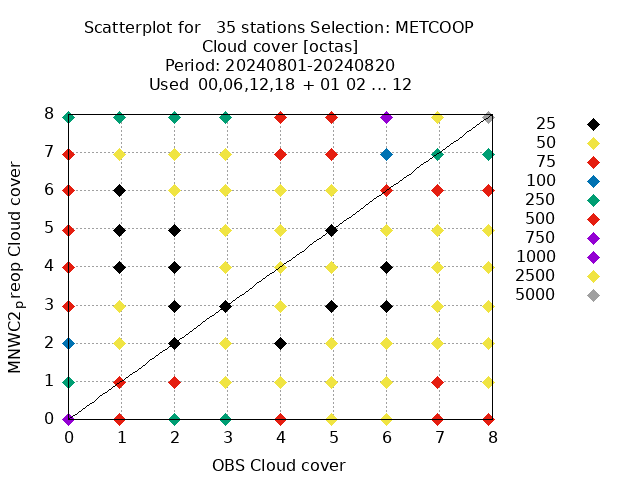 Scatterplot for   35 stations Selection: METCOOP
Cloud cover [octas]
Period: 20240801-20240820
Used  00,06,12,18 + 01 02 ... 12
MNWC2preop Cloud cover
8
7
6
5
4
3
2
1
0
0 1 2 3 4 5 6 7 8
OBS Cloud cover
25
50
75
100
250
500
750
1000
2500
5000